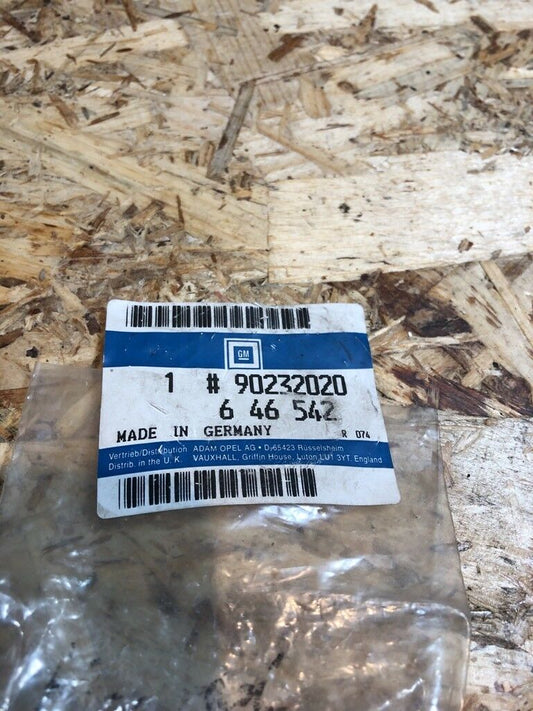 GM
1 # 90232020
6 46 542
MADE IN GERMANY R 074
Vertrieb/Distribution ADAM OPEL AG • D-65423 Rüsselsheim
Distrib. in the U. K. VAUXHALL, Griffin House, Luton LU1 3YT, England